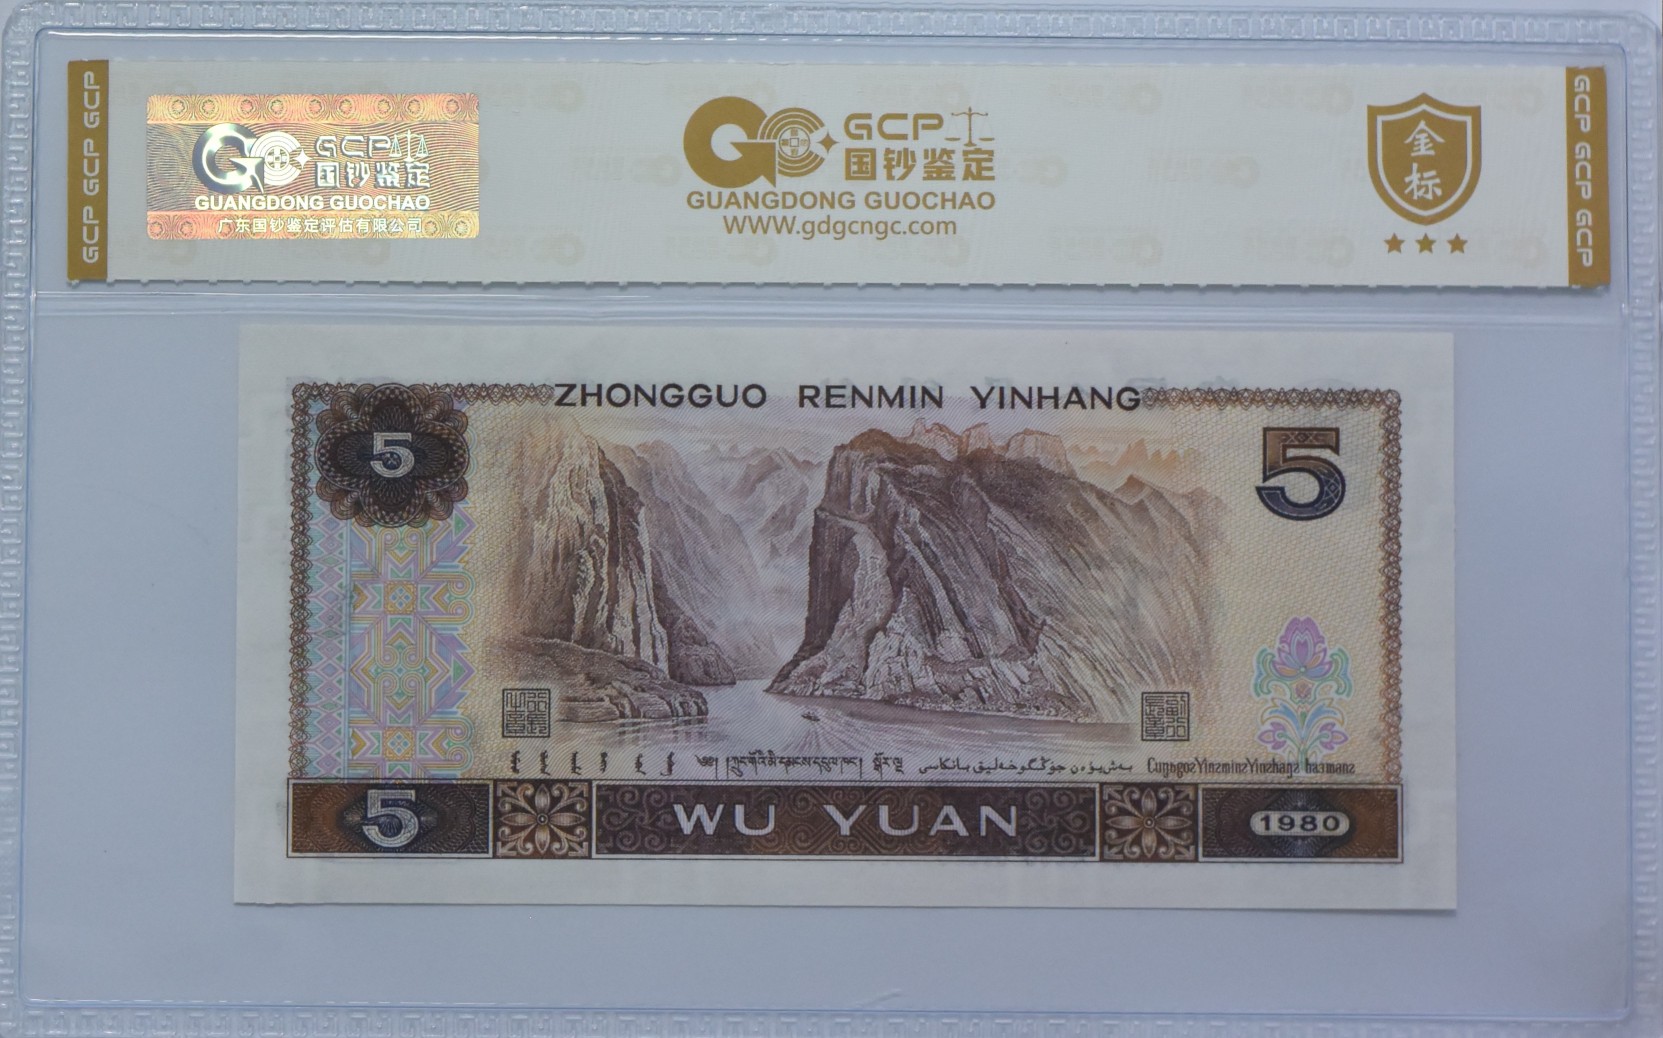 GCP GCP GCP
GCP
国钞鉴定
GUANGDONG GUOCHAO
广东国钞鉴定评估有限公司
GCP
国钞鉴定
GUANGDONG GUOCHAO
www.gdgcngc.com
金标
GCP GCP GCP
ZHONGGUO RENMIN YINHANG
5
5
5
WU YUAN
1980